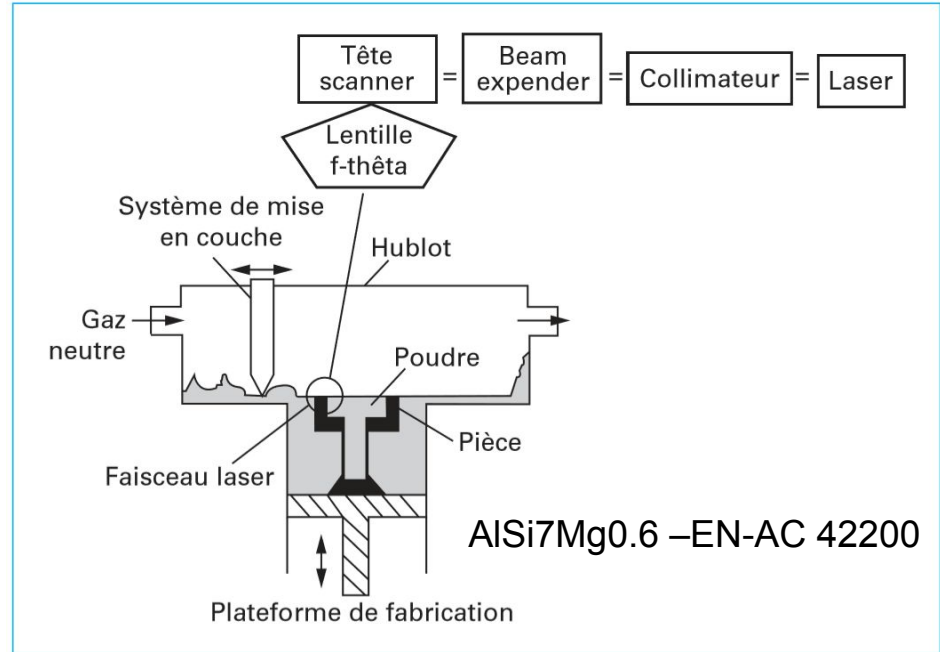 Tête
scanner
=
Beam
expender
=
Collimateur
=
Laser
Lentille
f-thêta
Système de mise
en couche
Hublot
Gaz
neutre
Poudre
Pièce
Faisceau laser
AlSi7Mg0.6 –EN-AC 42200
Plateforme de fabrication